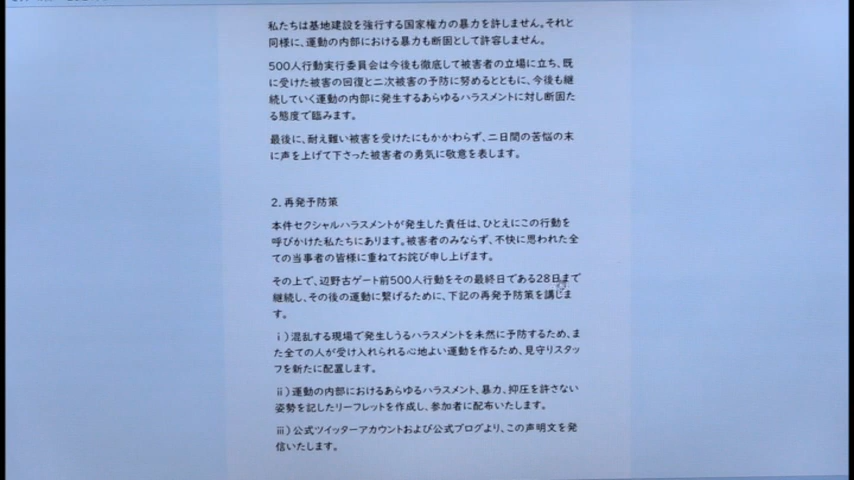 私たちは基地建設を強行する国家権力の暴力を許しません。それと
同様に、運動の内部における暴力も断固として許容しません。
500人行動実行委員会は今後も徹底して被害者の立場に立ち、既
に受けた被害の回復と二次被害の予防に努めるとともに、今後も継
続していく運動の内部に発生するあらゆるハラスメントに対し断固た
る態度で臨みます。
最後に、耐え難い被害を受けたにもかかわらず、二日間の苦悩の末
に声を上げて下さった被害者の勇気に敬意を表します。
2．再発予防策
本件セクシャルハラスメントが発生した責任は、ひとえにこの行動を
呼びかけた私たちにあります。被害者のみならず、不快に思われた全
ての当事者の皆様に重ねてお詫び申し上げます。
その上で、辺野古ゲート前500人行動をその最終日である28日まで
継続し、その後の運動に繋げるために、下記の再発予防策を講じま
す。
ⅰ）混乱する現場で発生しうるハラスメントを未然に予防するため、ま
た全ての人が受け入れられる心地よい運動を作るため、見守りスタッ
フを新たに配置します。
ⅱ）運動の内部におけるあらゆるハラスメント、暴力、抑圧を許さない
姿勢を記したリーフレットを作成し、参加者に配布いたします。
ⅲ）公式ツイッターアカウントおよび公式ブログより、この声明文を発
信いたします。